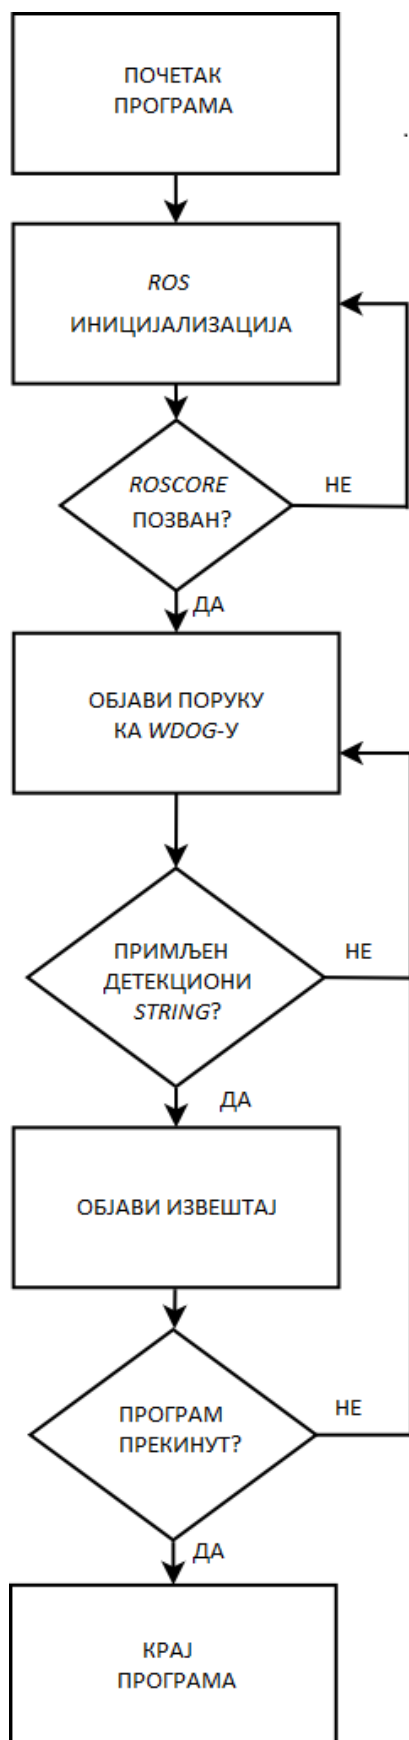 ПОЧЕТАК
ПРОГРАМА
ROS
ИНИЦИЈАЛИЗАЦИЈА
ROSCORE
ПОЗВАН?
НЕ
ДА
ОБЈАВИ ПОРУКУ
КА WDOG-У
ПРИМЉЕН
ДЕТЕКЦИОНИ
STRING?
НЕ
ДА
ОБЈАВИ ИЗВЕШТАЈ
ПРОГРАМ
ПРЕКИНУТ?
НЕ
ДА
КРАЈ
ПРОГРАМА